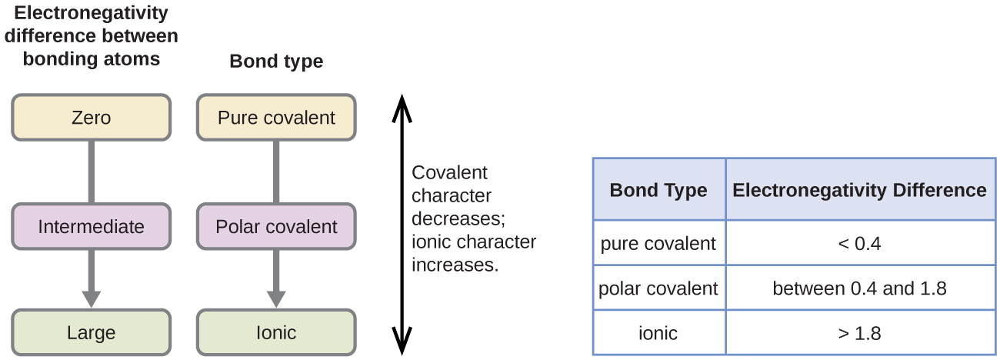 Electronegativity
difference between
bonding atoms
Bond type
Zero
Pure covalent
Intermediate
Polar covalent
Large
Ionic
Covalent
character
decreases;
ionic character
increases.
Bond Type
Electronegativity Difference
pure covalent
< 0.4
polar covalent
between 0.4 and 1.8
ionic
> 1.8